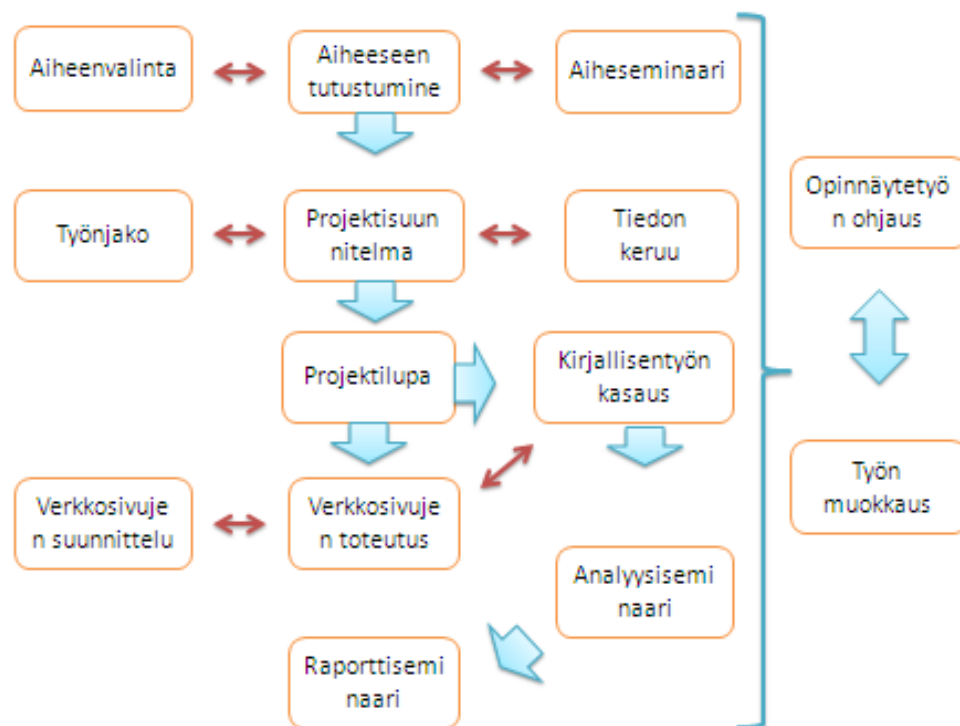 Aiheenvalinta
Aiheeseen
tutustumine
Aiheseminaari
Työnjako
Projektisuun
nitelma
Tiedon
keruu
Opinnäytetyö
n ohjaus
Projektilupa
Kirjallisentyön
kasaus
Verkkosivuje
n suunnittelu
Verkkosivuje
n toteutus
Työn
muokkaus
Analyysisemi
naari
Raporttisemi
naari